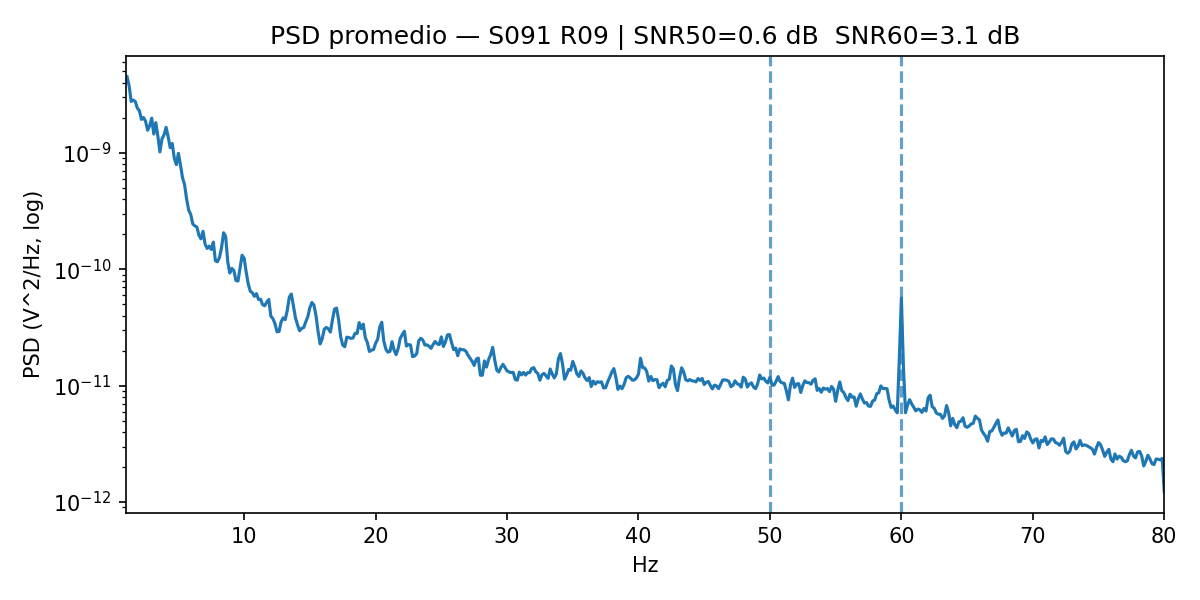 PSD promedio — S091 R09 | SNR50=0.6 dB  SNR60=3.1 dB
PSD (V^2/Hz, log)
10⁻⁹
10⁻¹⁰
10⁻¹¹
10⁻¹²
10 20 30 40 50 60 70 80
Hz